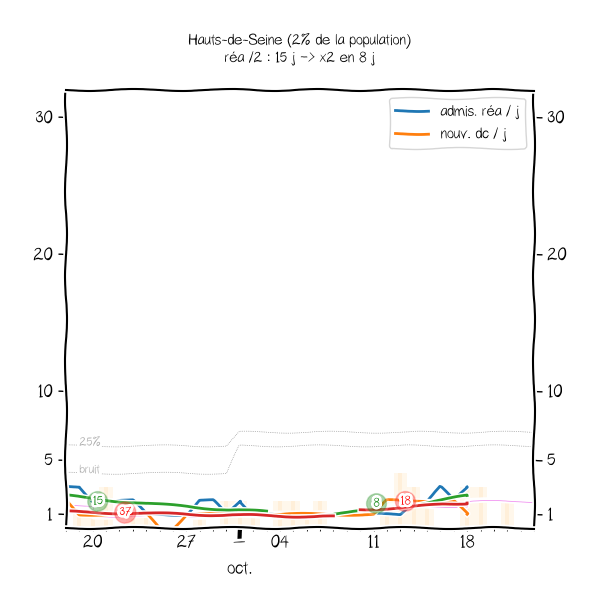 Hauts-de-Seine (2% de la population)
réa /2 : 15 j -> x2 en 8 j
admis. réa / j
nouv. dc / j
30 30
20 20
10 10
25%
5 5
bruit
15 37 8 18
1 1
20 27 04 11 18
oct.